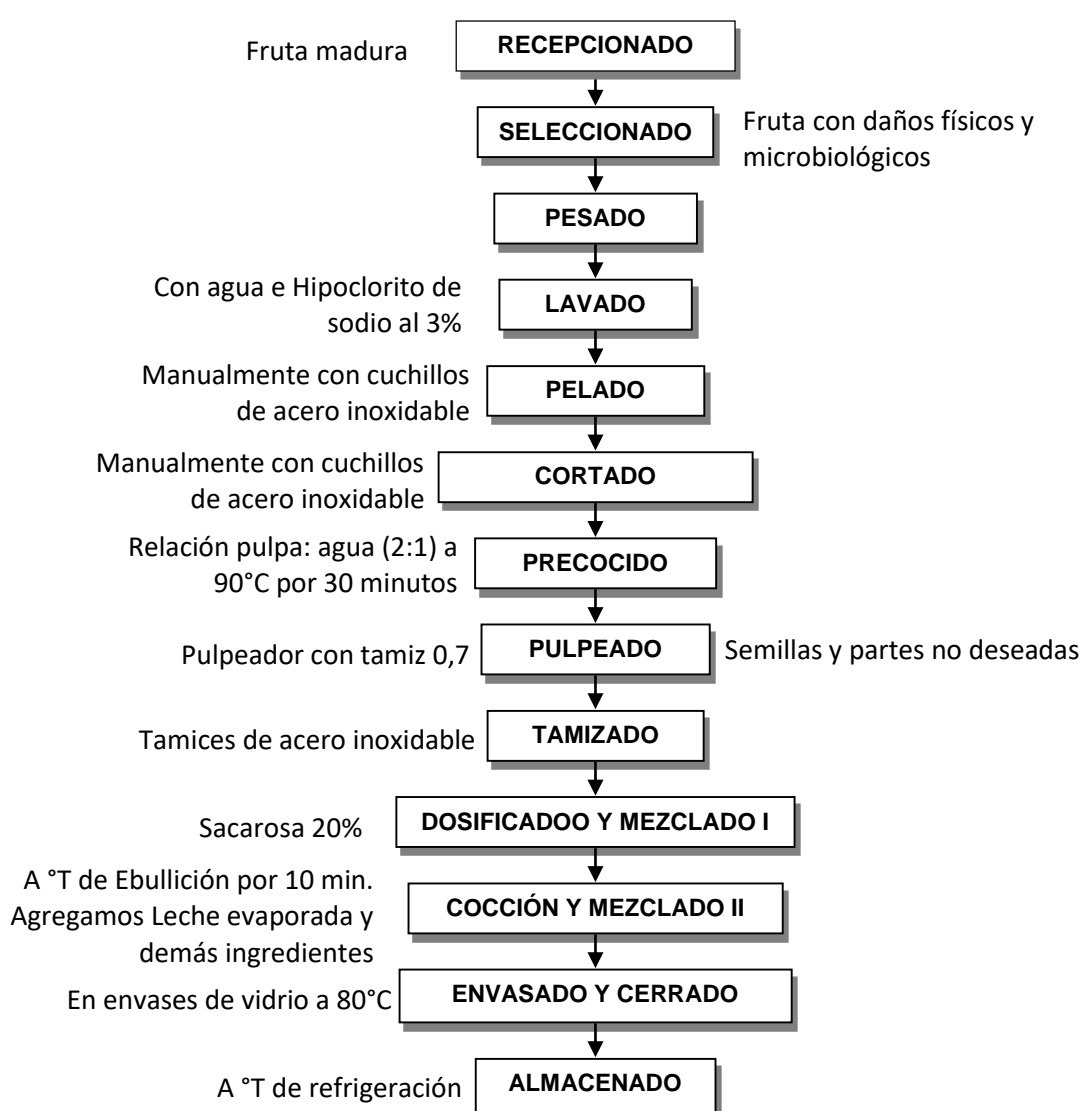 Fruta madura
RECEPCIONADO
SELECCIONADO
Fruta con daños físicos y
microbiológicos
PESADO
Con agua e Hipoclorito de
sodio al 3%
LAVADO
Manualmente con cuchillos
de acero inoxidable
PELADO
Manualmente con cuchillos
de acero inoxidable
CORTADO
Relación pulpa: agua (2:1) a
90°C por 30 minutos
PRECOCIDO
Pulpeador con tamiz 0,7
PULPEADO
Semillas y partes no deseadas
Tamices de acero inoxidable
TAMIZADO
Sacarosa 20%
DOSIFICADOO Y MEZCLADO I
A °T de Ebullición por 10 min.
Agregamos Leche evaporada y
demás ingredientes
COCCIÓN Y MEZCLADO II
En envases de vidrio a 80°C
ENVASADO Y CERRADO
A °T de refrigeración
ALMACENADO